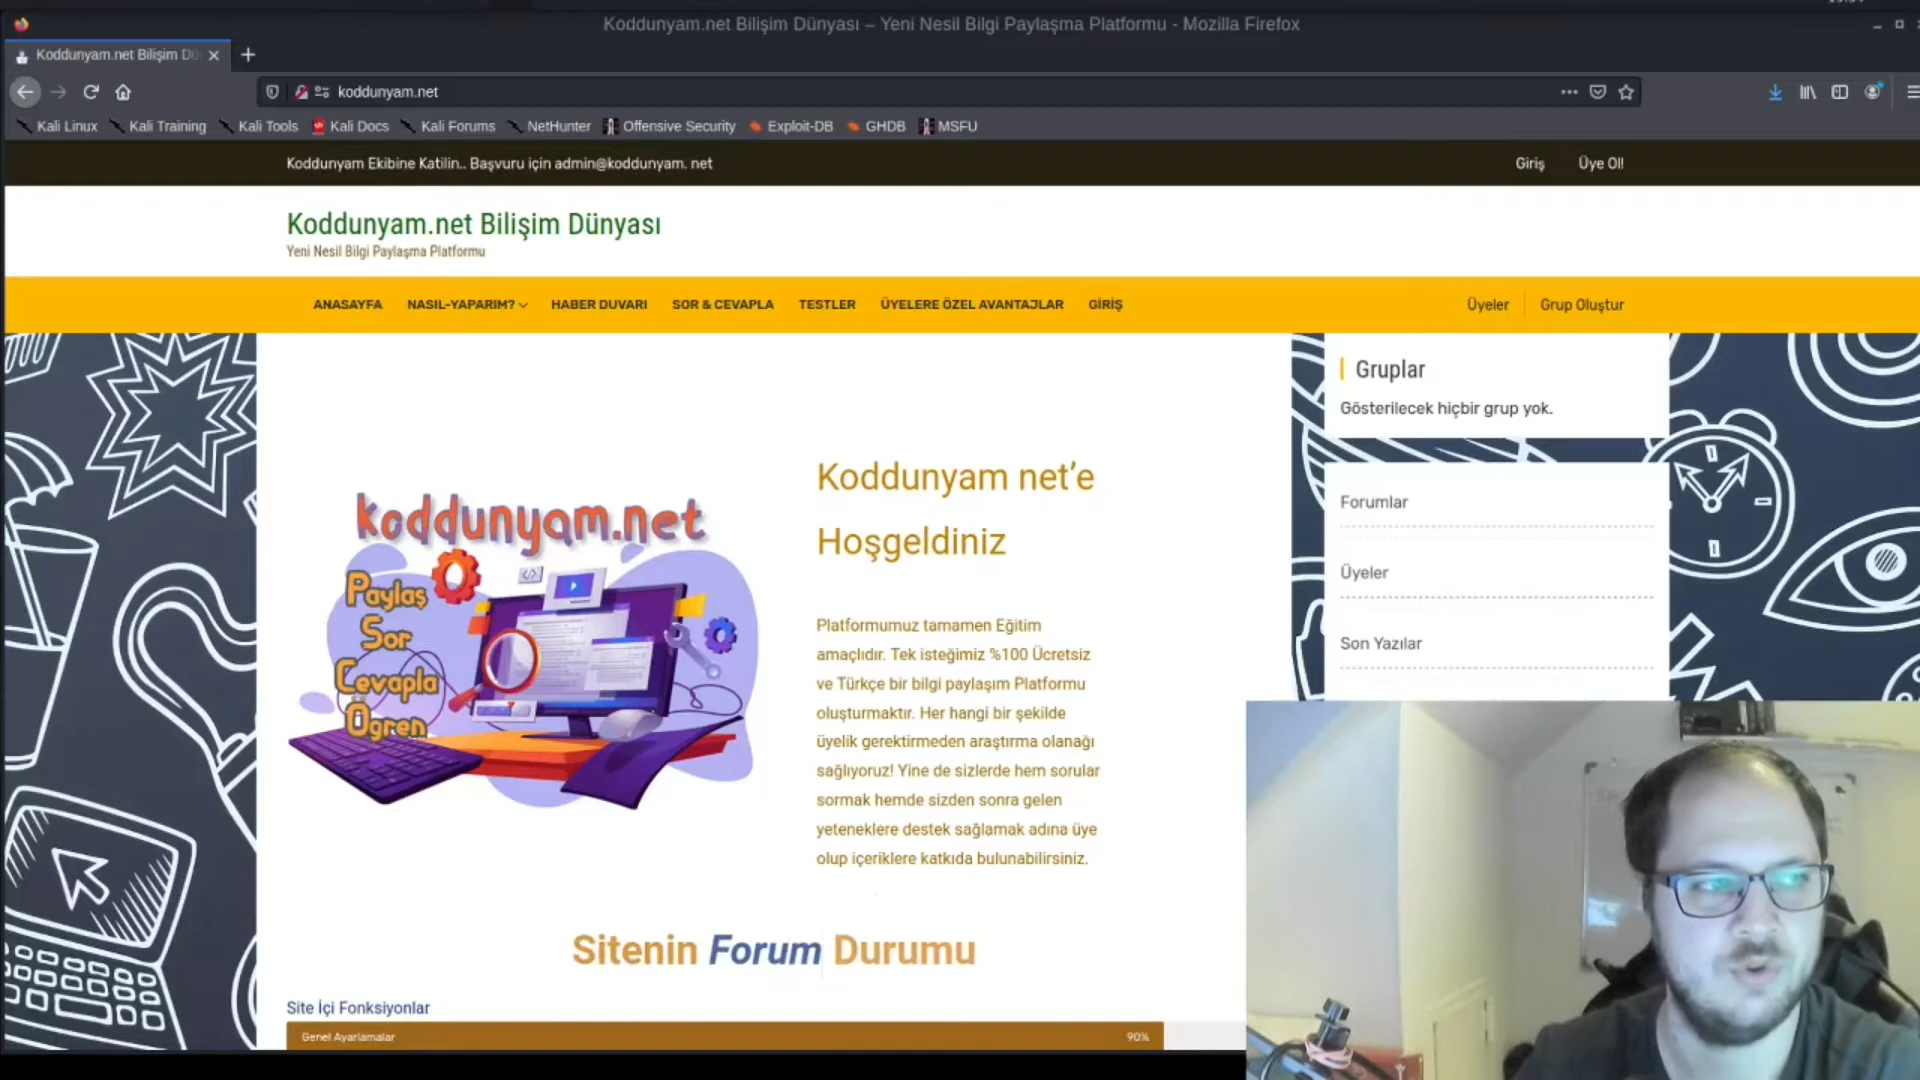 Koddunyam.net Bilişim Dünyası – Yeni Nesil Bilgi Paylaşma Platformu - Mozilla Firefox
Koddunyam.net Bilişim Dü
koddunyam.net
Kali Linux Kali Training Kali Tools Kali Docs Kali Forums NetHunter Offensive Security Exploit-DB GHDB MSFU
Koddunyam Ekibine Katilin.. Başvuru için admin@koddunyam. net
Giriş Üye Ol!
Koddunyam.net Bilişim Dünyası
Yeni Nesil Bilgi Paylaşma Platformu
ANASAYFA NASIL-YAPARIM? HABER DUVARI SOR & CEVAPLA TESTLER ÜYELERE ÖZEL AVANTAJLAR GİRİŞ
Üyeler Grup Oluştur
koddunyam.net
Paylaş
Sor
Cevapla
Öğren
Koddunyam net’e
Hoşgeldiniz
Platformumuz tamamen Eğitim
amaçlıdır. Tek isteğimiz %100 Ücretsiz
ve Türkçe bir bilgi paylaşım Platformu
oluşturmaktır. Her hangi bir şekilde
üyelik gerektirmeden araştırma olanağı
sağlıyoruz! Yine de sizlerde hem sorular
sormak hemde sizden sonra gelen
yeteneklere destek sağlamak adına üye
olup içeriklere katkıda bulunabilirsiniz.
Gruplar
Gösterilecek hiçbir grup yok.
Forumlar
Üyeler
Son Yazılar
Sitenin Forum Durumu
Site İçi Fonksiyonlar
Genel Ayarlamalar 90%